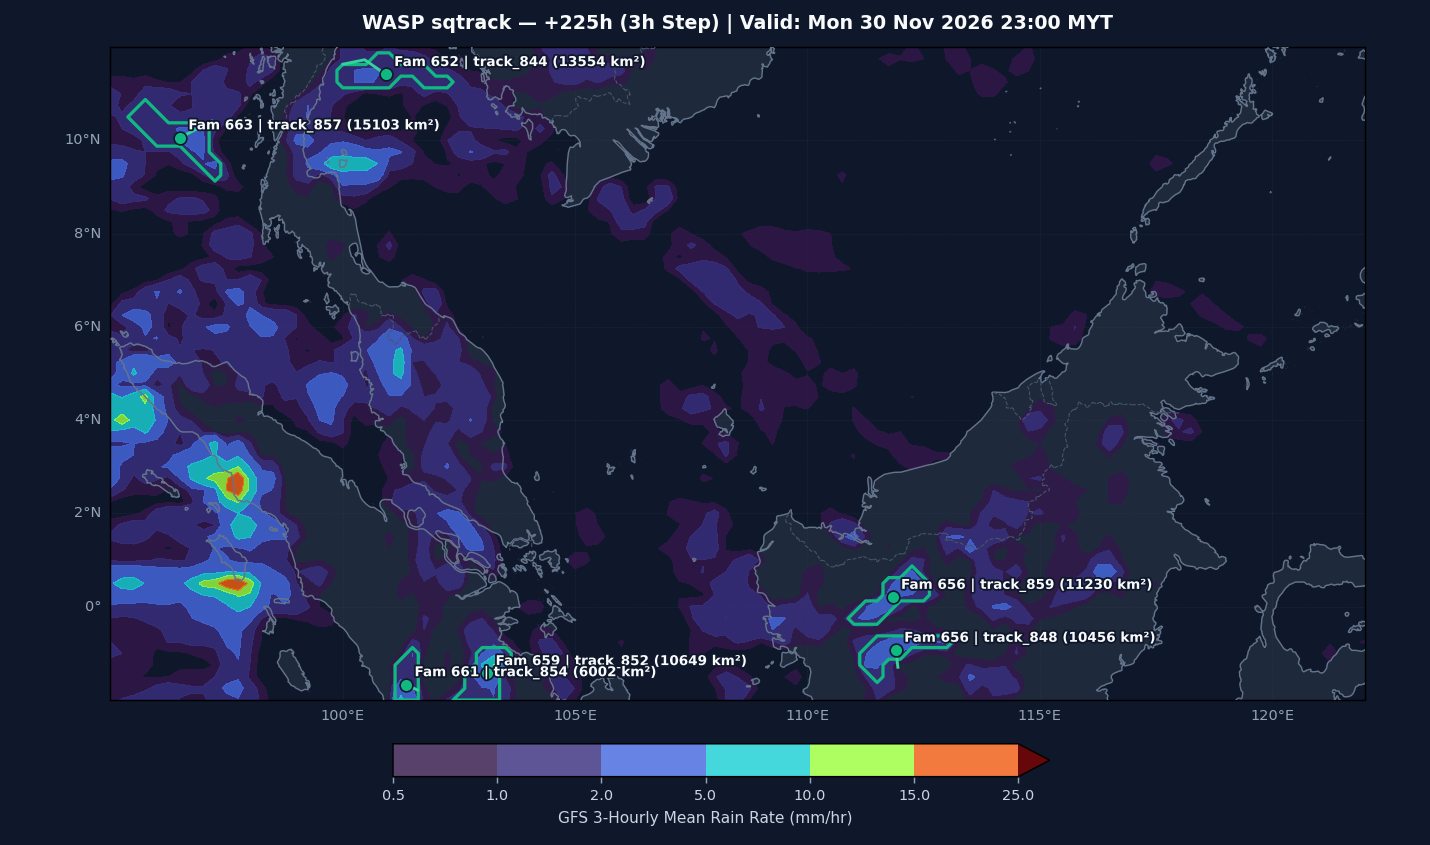 WASP sqtrack — +225h (3h Step) | Valid: Mon 30 Nov 2026 23:00 MYT
Fam 652 | track_844 (13554 km²)
Fam 663 | track_857 (15103 km²)
10°N
8°N
6°N
4°N
2°N
0°
Fam 656 | track_859 (11230 km²)
Fam 656 | track_848 (10456 km²)
Fam 659 | track_852 (10649 km²)
Fam 661 | track_854 (6002 km²)
100°E 105°E 110°E 115°E 120°E
0.5 1.0 2.0 5.0 10.0 15.0 25.0
GFS 3-Hourly Mean Rain Rate (mm/hr)